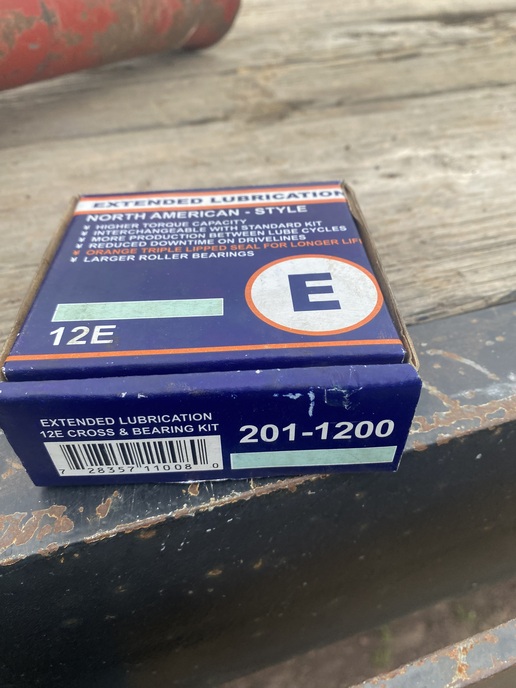 EXTENDED LUBRICATION
NORTH AMERICAN - STYLE
¥ HIGHER TORQUE CAPACITY
¥ INTERCHANGEABLE WITH STANDARD KIT
¥ MORE PRODUCTION BETWEEN LUBE CYCLES
¥ REDUCED DOWNTIME ON DRIVELINES
¥ ORANGE TRIPLE LIPPED SEAL FOR LONGER LIF
¥ LARGER ROLLER BEARINGS
E
12E
EXTENDED LUBRICATION
12E CROSS & BEARING KIT
201-1200
7 28357 11008 0